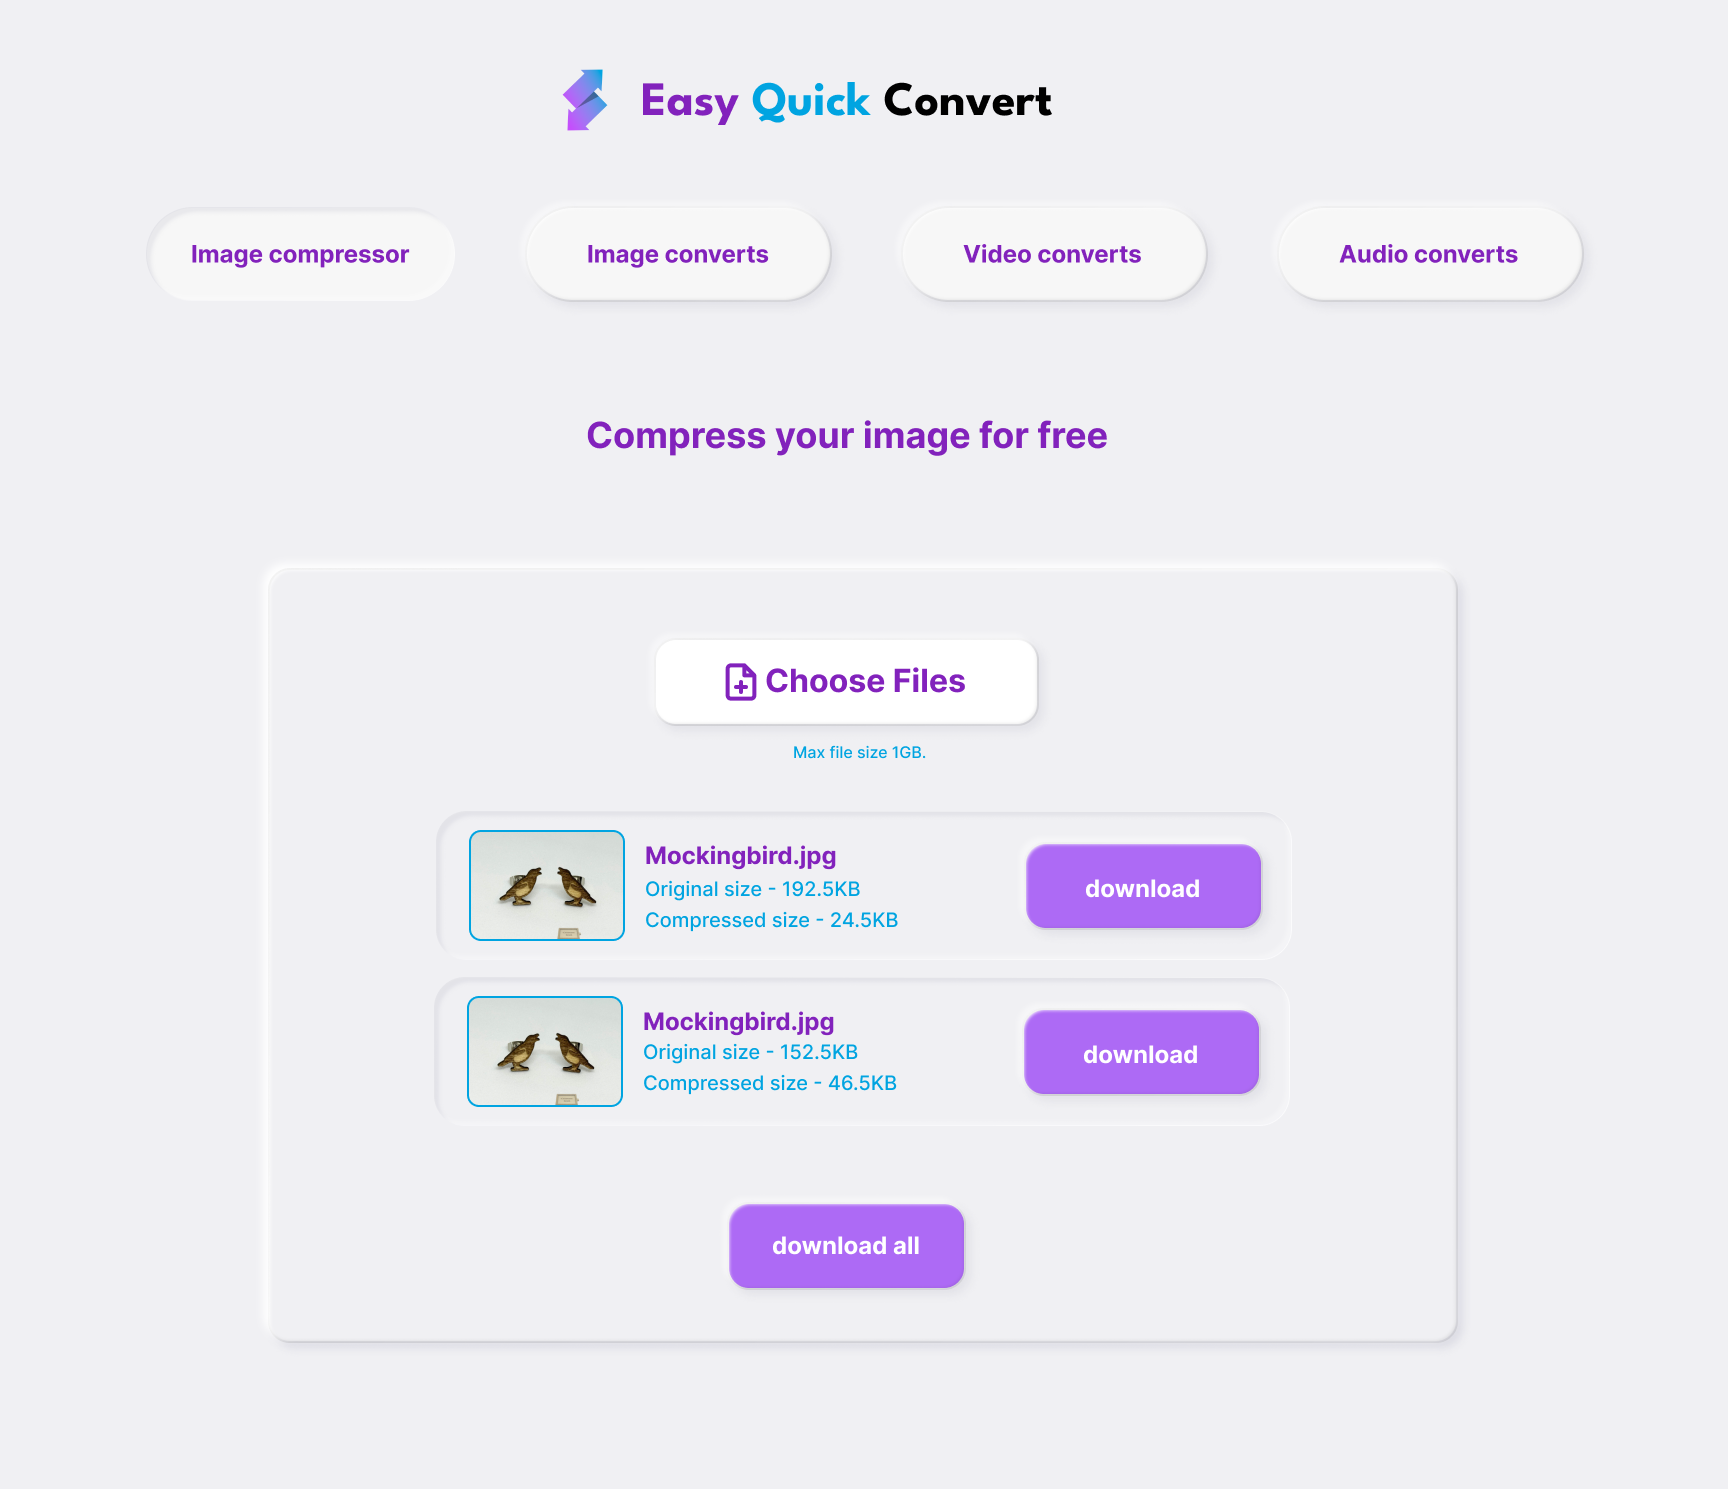 Easy Quick Convert
Image compressor
Image converts
Video converts
Audio converts
Compress your image for free
Choose Files
Max file size 1GB.
Mockingbird.jpg
Original size - 192.5KB
Compressed size - 24.5KB
download
Mockingbird.jpg
Original size - 152.5KB
Compressed size - 46.5KB
download
download all